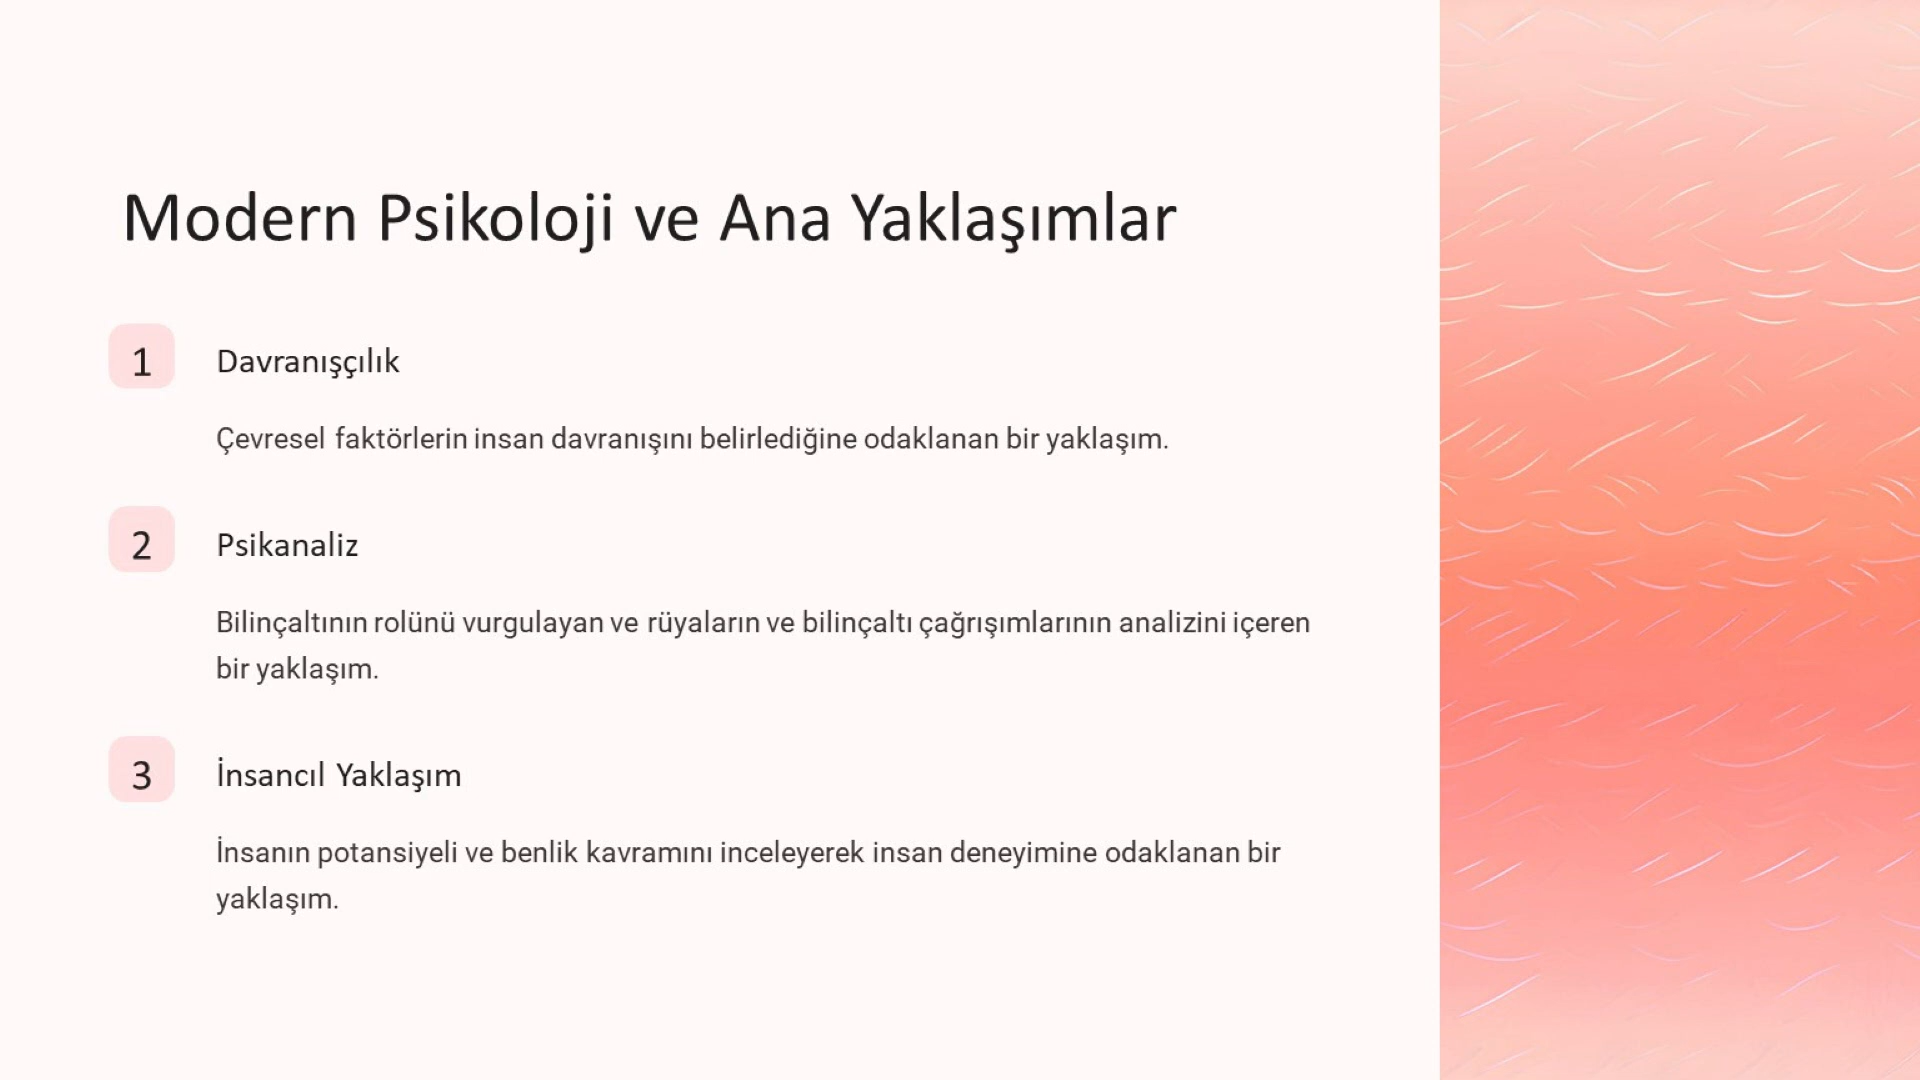 Modern Psikoloji ve Ana Yaklaşımlar
1
Davranışçılık
Çevresel faktörlerin insan davranışını belirlediğine odaklanan bir yaklaşım.
2
Psikanaliz
Bilinçaltının rolünü vurgulayan ve rüyaların ve bilinçaltı çağrışımlarının analizini içeren
bir yaklaşım.
3
İnsancıl Yaklaşım
İnsanın potansiyeli ve benlik kavramını inceleyerek insan deneyimine odaklanan bir
yaklaşım.